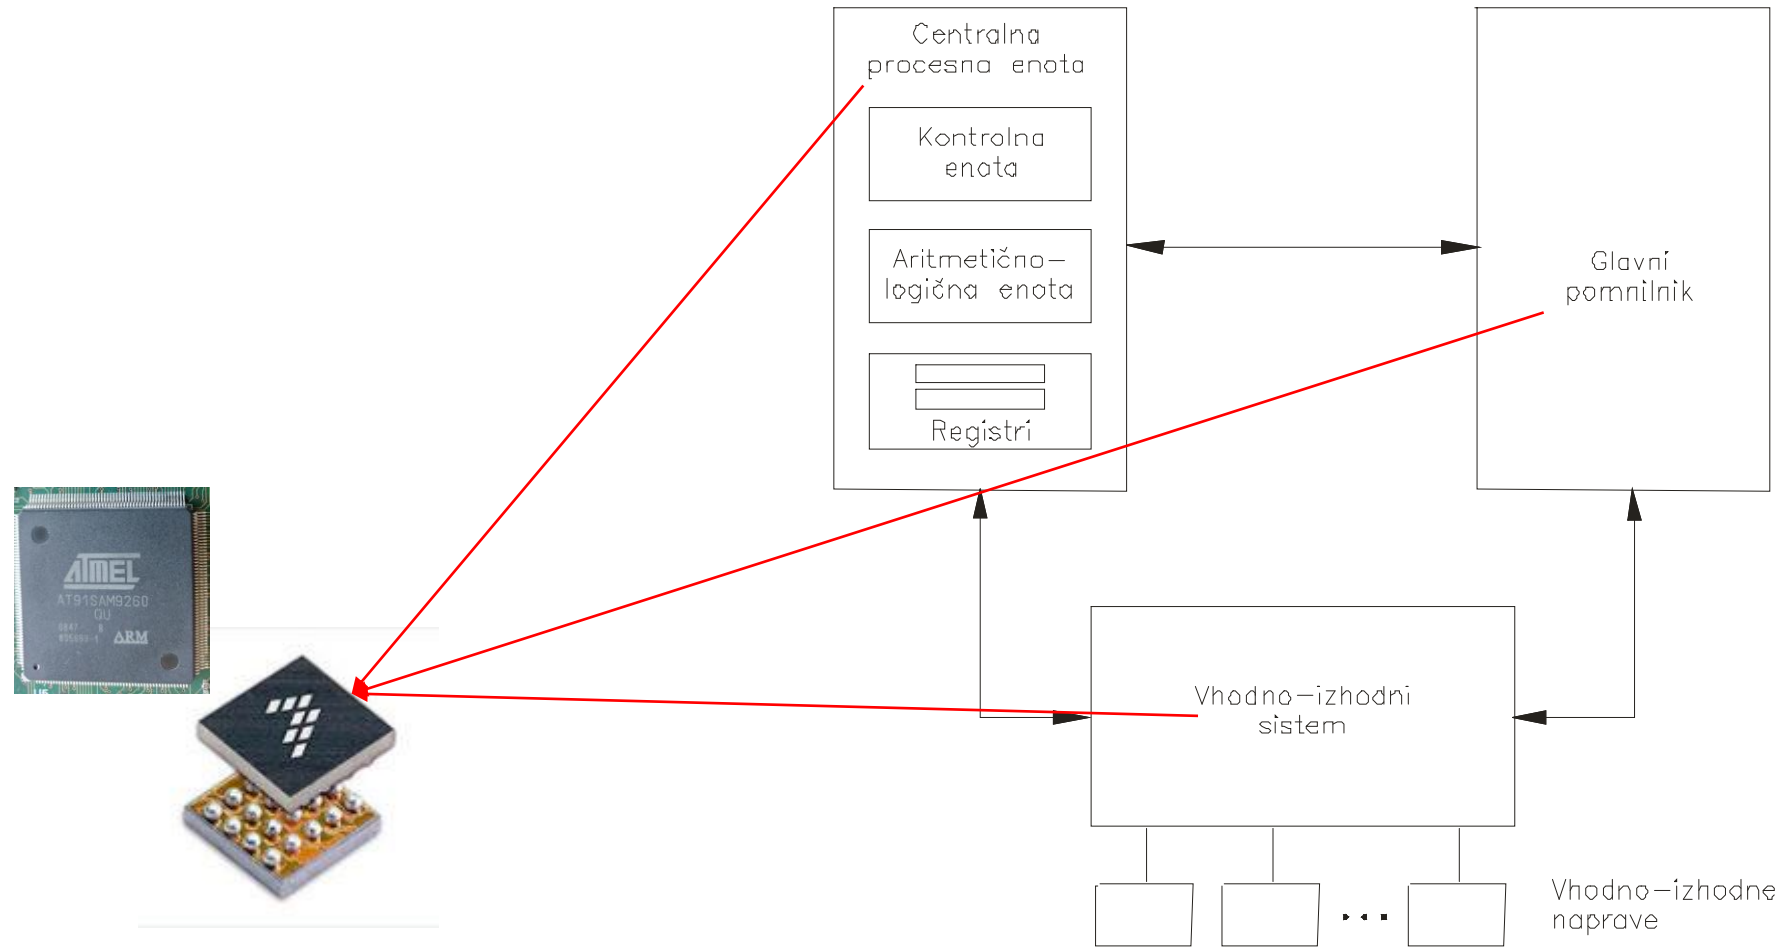 Centralna
procesna enota
Kontrolna
enota
Aritmetično-
logična enota
Registri
Glavni
pomnilnik
Vhodno-izhodni
sistem
Vhodno-izhodne
naprave
ATMEL
AT91SAM9260
QU
ARM